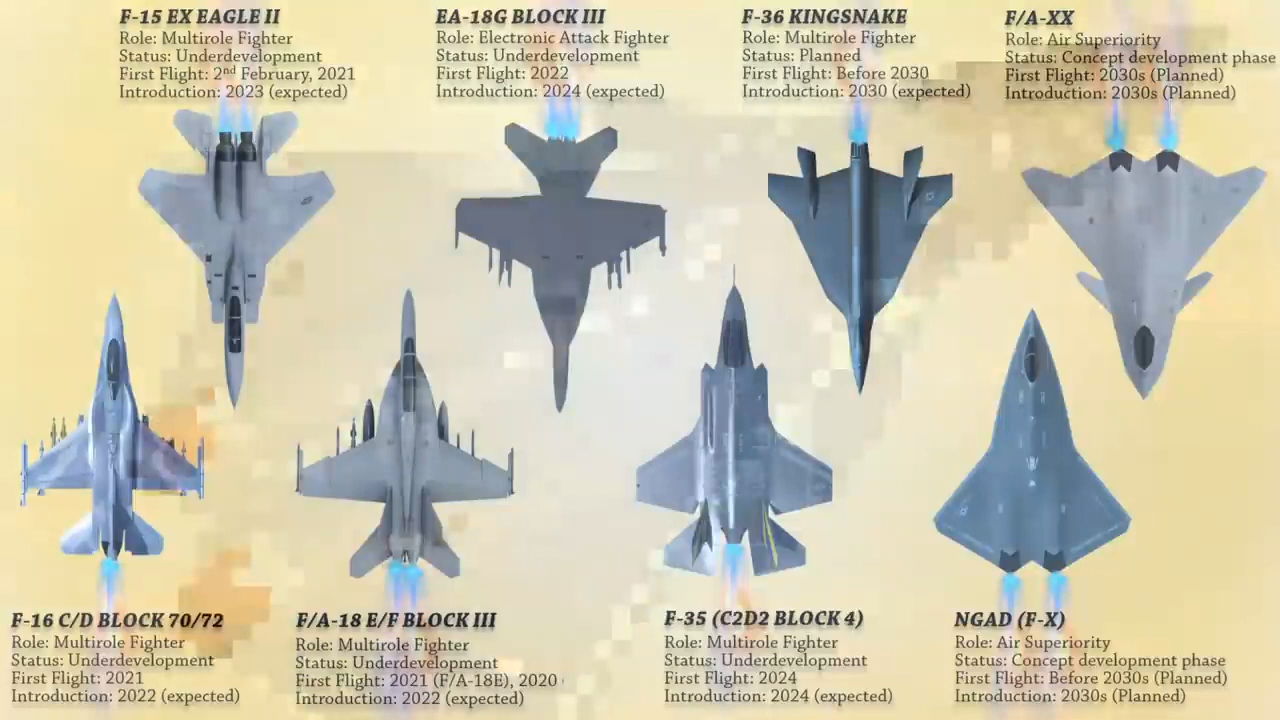 F-15 EX EAGLE II
Role: Multirole Fighter
Status: Underdevelopment
First Flight: 2nd February, 2021
Introduction: 2023 (expected)
EA-18G BLOCK III
Role: Electronic Attack Fighter
Status: Underdevelopment
First Flight: 2022
Introduction: 2024 (expected)
F-36 KINGSNAKE
Role: Multirole Fighter
Status: Planned
First Flight: Before 2030
Introduction: 2030 (expected)
F/A-XX
Role: Air Superiority
Status: Concept development phase
First Flight: 2030s (Planned)
Introduction: 2030s (Planned)
F-16 C/D BLOCK 70/72
Role: Multirole Fighter
Status: Underdevelopment
First Flight: 2021
Introduction: 2022 (expected)
F/A-18 E/F BLOCK III
Role: Multirole Fighter
Status: Underdevelopment
First Flight: 2021 (F/A-18E), 2020
Introduction: 2022 (expected)
F-35 (C2D2 BLOCK 4)
Role: Multirole Fighter
Status: Underdevelopment
First Flight: 2024
Introduction: 2024 (expected)
NGAD (F-X)
Role: Air Superiority
Status: Concept development phase
First Flight: Before 2030s (Planned)
Introduction: 2030s (Planned)